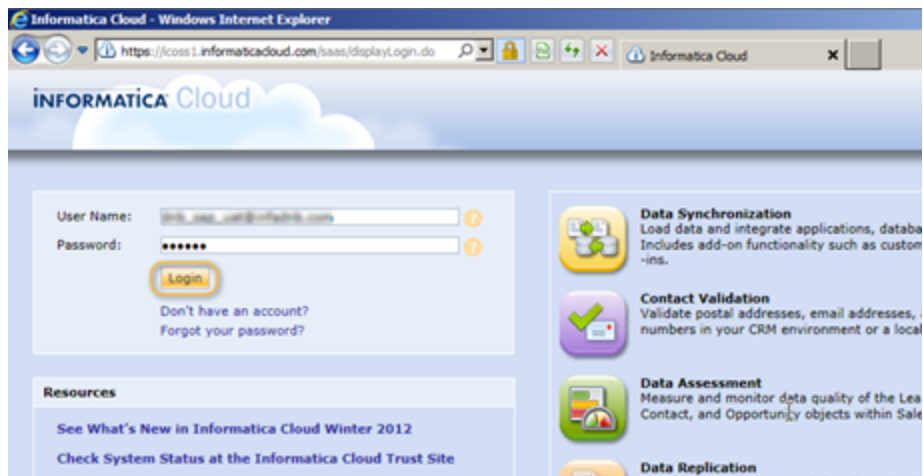 Informatica Cloud - Windows Internet Explorer
https://icoss1.informaticacloud.com/saas/displayLogin.do
Informatica Cloud
INFORMATICA Cloud
User Name:
Password:
Login
Don't have an account?
Forgot your password?
Resources
See What's New in Informatica Cloud Winter 2012
Check System Status at the Informatica Cloud Trust Site
Data Synchronization
Load data and integrate applications, databa
Includes add-on functionality such as custom
-ins.
Contact Validation
Validate postal addresses, email addresses,
numbers in your CRM environment or a local
Data Assessment
Measure and monitor data quality of the Lea
Contact, and Opportunity objects within Sale
Data Replication